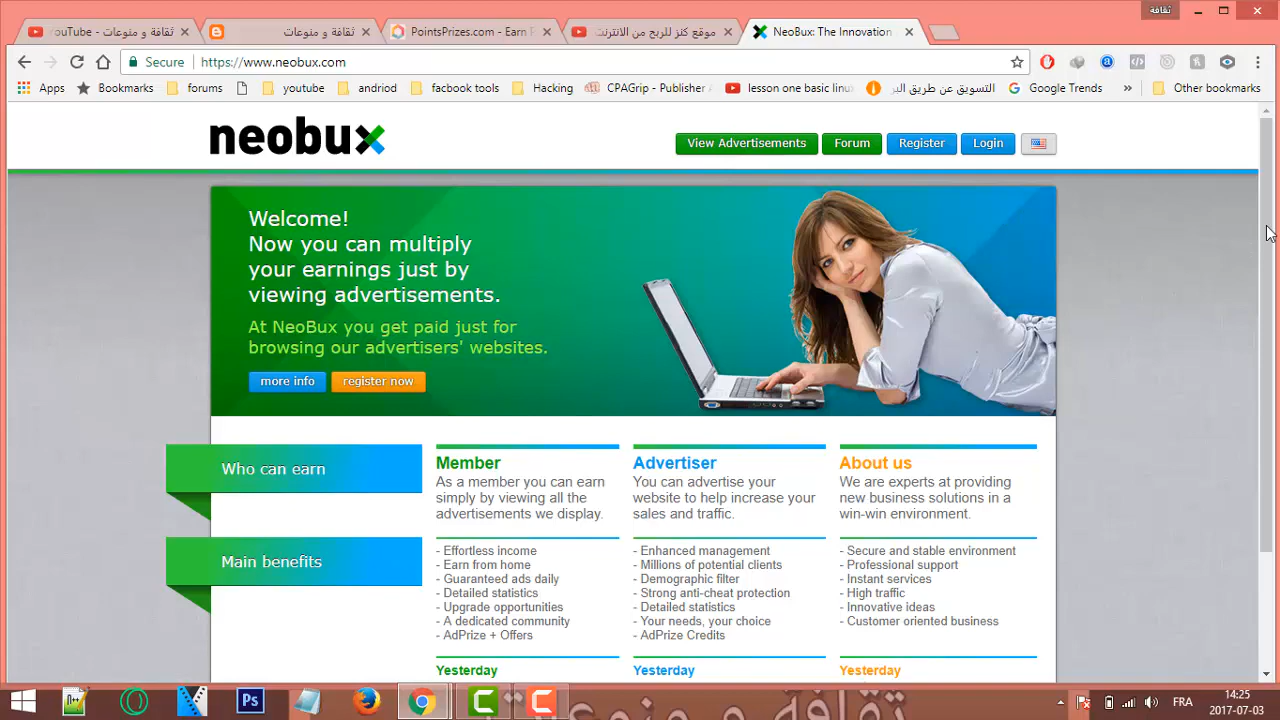 ثقافة
ثقافة و منوعات - YouTube
ثقافة و منوعات
PointsPrizes.com - Earn F
موقع كنز للربح من الانترنت
NeoBux: The Innovation
Secure
https://www.neobux.com
Apps
Bookmarks
forums
youtube
andriod
facbook tools
Hacking
CPAGrip - Publisher
lesson one basic linu
التسويق عن طريق البر
Google Trends
»
Other bookmarks
neobux
View Advertisements
Forum
Register
Login
Welcome!
Now you can multiply
your earnings just by
viewing advertisements.
At NeoBux you get paid just for
browsing our advertisers' websites.
more info
register now
Who can earn
Member
As a member you can earn
simply by viewing all the
advertisements we display.
Advertiser
You can advertise your
website to help increase your
sales and traffic.
About us
We are experts at providing
new business solutions in a
win-win environment.
Main benefits
- Effortless income
- Earn from home
- Guaranteed ads daily
- Detailed statistics
- Upgrade opportunities
- A dedicated community
- AdPrize + Offers
- Enhanced management
- Millions of potential clients
- Demographic filter
- Strong anti-cheat protection
- Detailed statistics
- Your needs, your choice
- AdPrize Credits
- Secure and stable environment
- Professional support
- Instant services
- High traffic
- Innovative ideas
- Customer oriented business
Yesterday
Yesterday
Yesterday
Ps
ثقافة و منوعات
FRA
14:25
2017-07-03